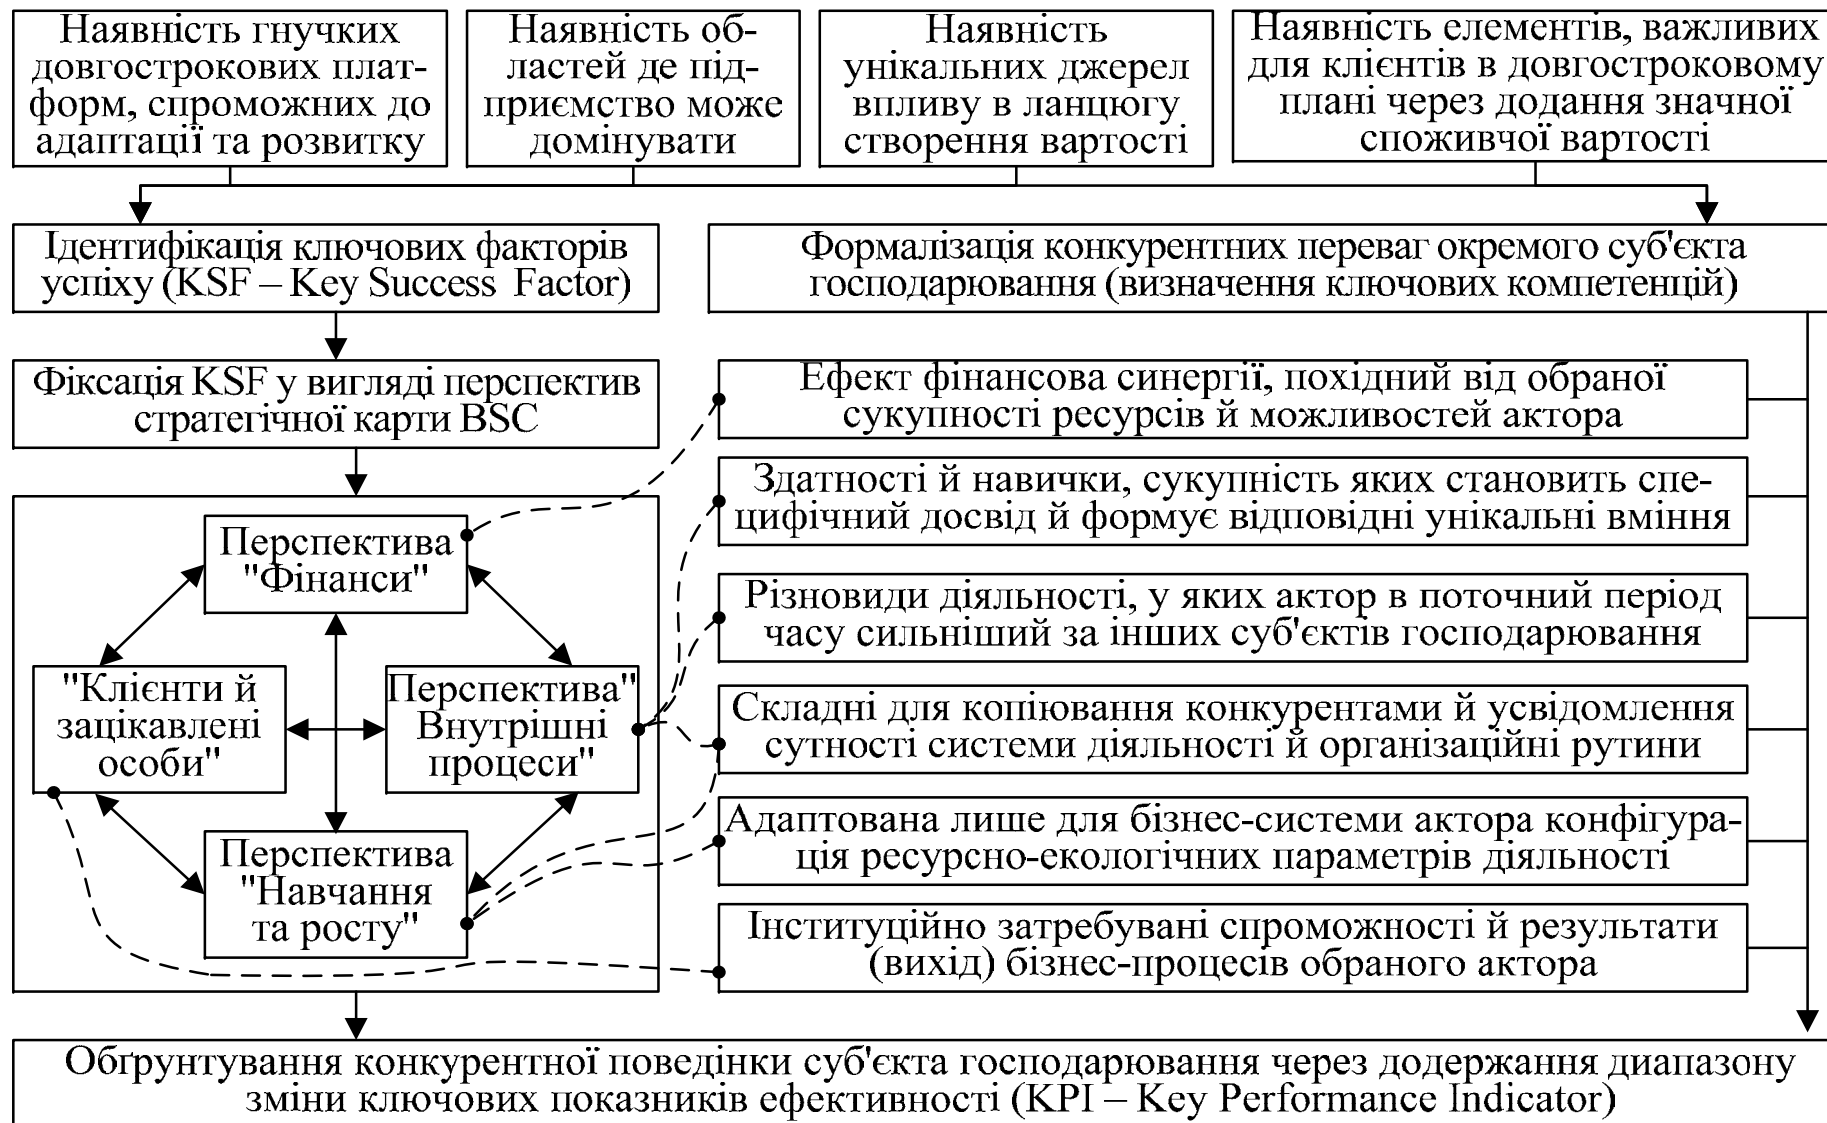 Наявність гнучких
довгострокових плат-
форм, спроможних до
адаптації та розвитку
Наявність об-
ластей де під-
приємство може
домінувати
Наявність
унікальних джерел
впливу в ланцюгу
створення вартості
Наявність елементів, важливих
для клієнтів в довгостроковому
плані через додання значної
споживчої вартості
Ідентифікація ключових факторів
успіху (KSF – Key Success Factor)
Формалізація конкурентних переваг окремого суб'єкта
господарювання (визначення ключових компетенцій)
Фіксація KSF у вигляді перспектив
стратегічної карти BSC
Перспектива
"Фінанси"
"Клієнти й
зацікавлені
особи"
Перспектива"
Внутрішні
процеси"
Перспектива
"Навчання
та росту"
Ефект фінансова синергії, похідний від обраної
сукупності ресурсів й можливостей актора
Здатності й навички, сукупність яких становить спе-
цифічний досвід й формує відповідні унікальні вміння
Різновиди діяльності, у яких актор в поточний період
часу сильніший за інших суб'єктів господарювання
Складні для копіювання конкурентами й усвідомлення
сутності системи діяльності й організаційні рутини
Адаптована лише для бізнес-системи актора конфігура-
ція ресурсно-екологічних параметрів діяльності
Інституційно затребувані спроможності й результати
(вихід) бізнес-процесів обраного актора
Обґрунтування конкурентної поведінки суб'єкта господарювання через додержання диапазону
зміни ключових показників ефективності (KPI – Key Performance Indicator)